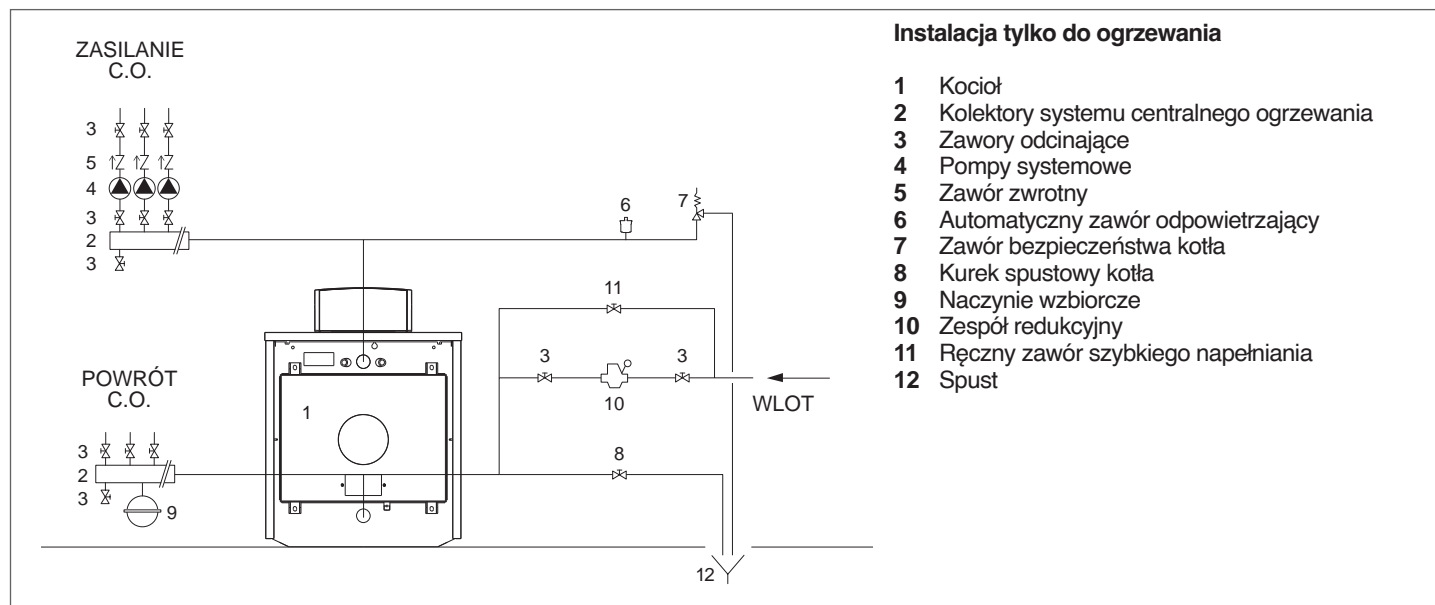 ZASILANIE
C.O.
3
5
4
3
2
3
6
7
11
3
3
10
WLOT
1
8
POWRÓT
C.O.
3
2
3
9
12
Instalacja tylko do ogrzewania
1 Kocioł
2 Kolektory systemu centralnego ogrzewania
3 Zawory odcinające
4 Pompy systemowe
5 Zawór zwrotny
6 Automatyczny zawór odpowietrzający
7 Zawór bezpieczeństwa kotła
8 Kurek spustowy kotła
9 Naczynie wzbiorcze
10 Zespół redukcyjny
11 Ręczny zawór szybkiego napełniania
12 Spust